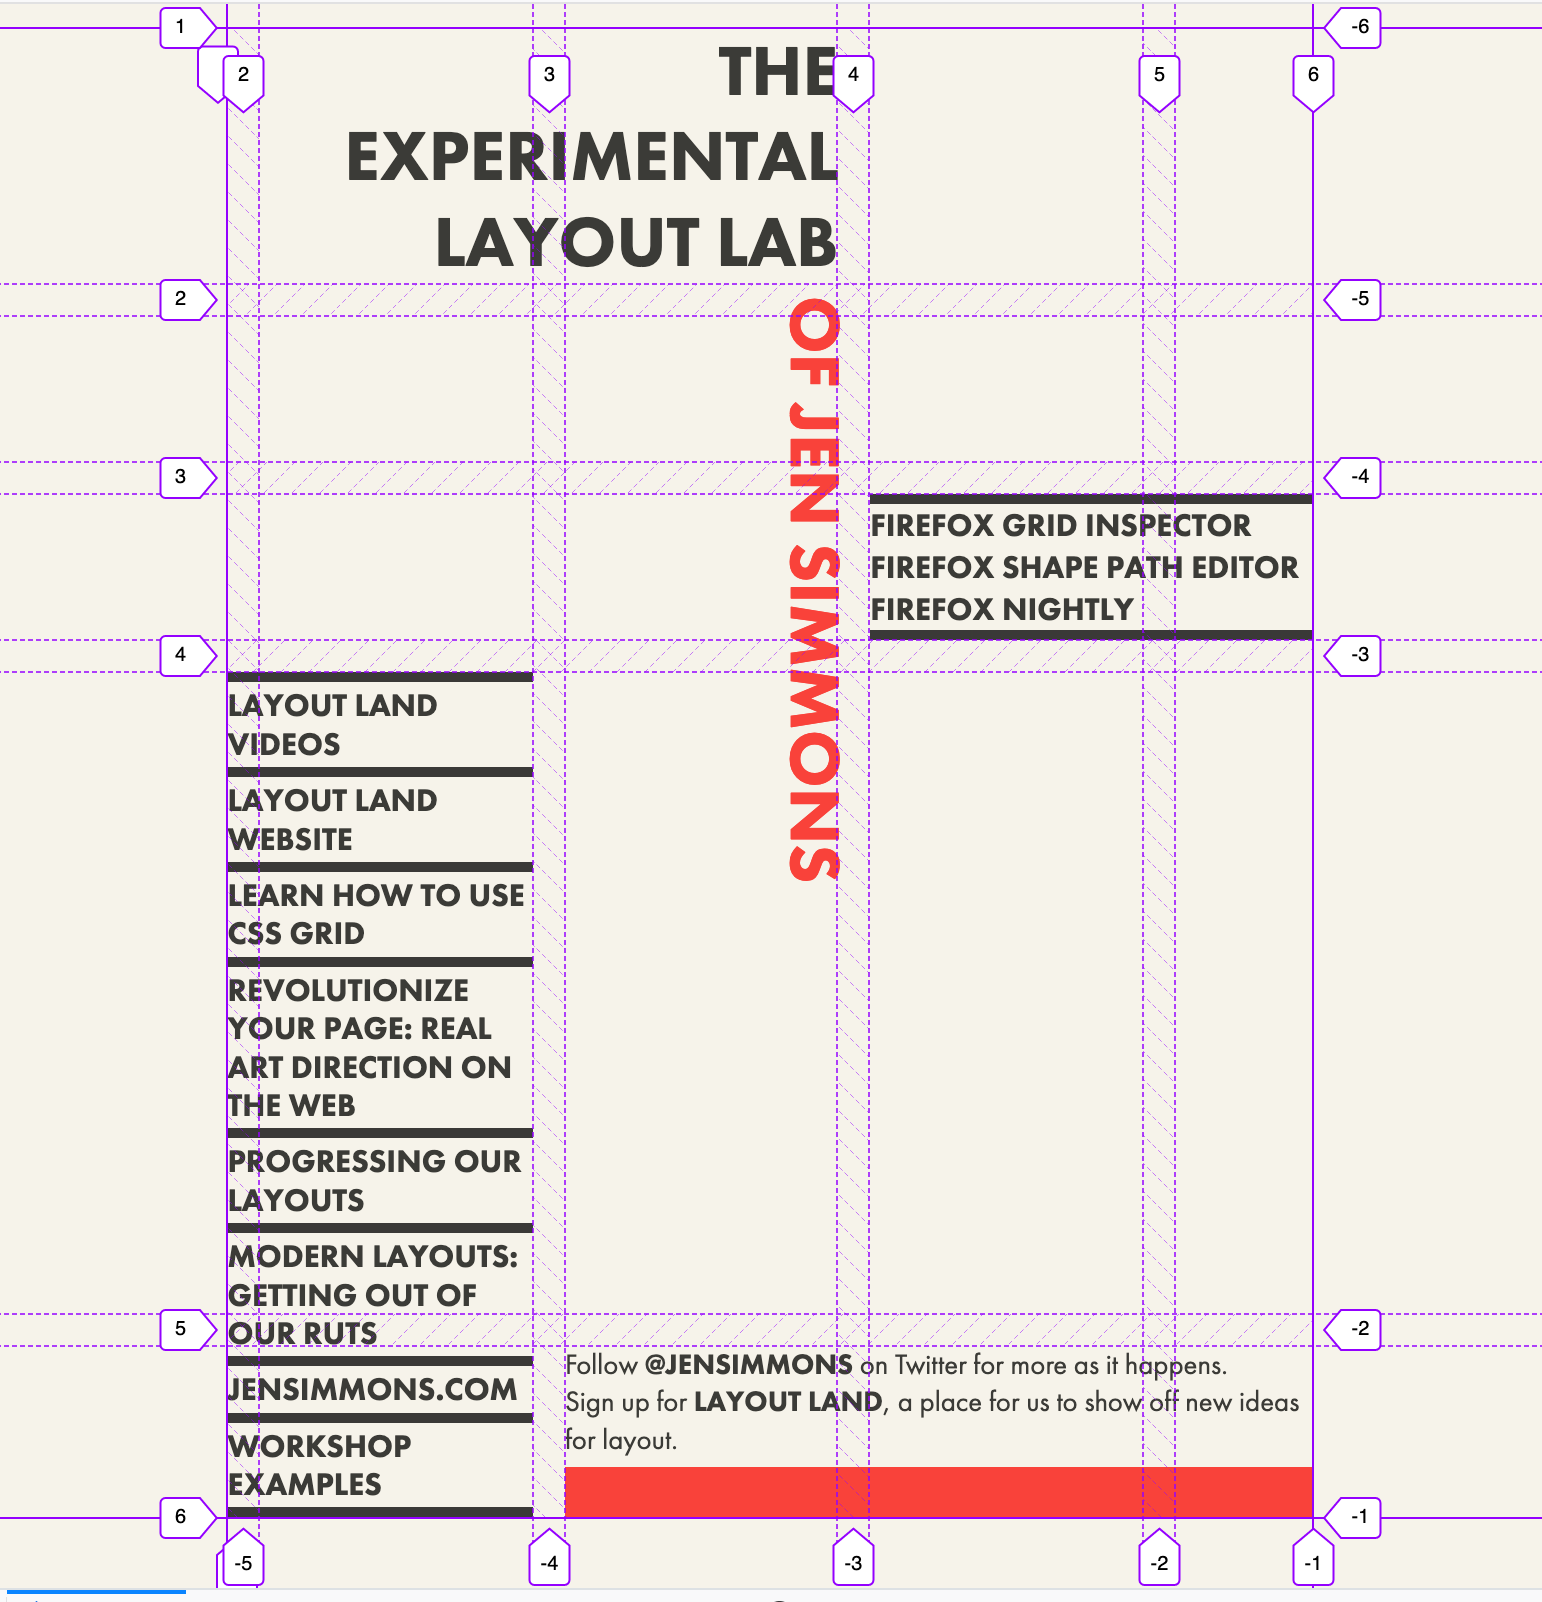 1
-6
2
3
4
5
6
THE
EXPERIMENTAL
LAYOUT LAB
2
-5
OF JEN SIMMONS
3
-4
FIREFOX GRID INSPECTOR
FIREFOX SHAPE PATH EDITOR
FIREFOX NIGHTLY
4
-3
LAYOUT LAND
VIDEOS
LAYOUT LAND
WEBSITE
LEARN HOW TO USE
CSS GRID
REVOLUTIONIZE
YOUR PAGE: REAL
ART DIRECTION ON
THE WEB
PROGRESSING OUR
LAYOUTS
MODERN LAYOUTS:
GETTING OUT OF
OUR RUTS
5
-2
JENSIMMONS.COM
WORKSHOP
EXAMPLES
Follow @JENSIMMONS on Twitter for more as it happens.
Sign up for LAYOUT LAND, a place for us to show off new ideas
for layout.
6
-1
-5
-4
-3
-2
-1